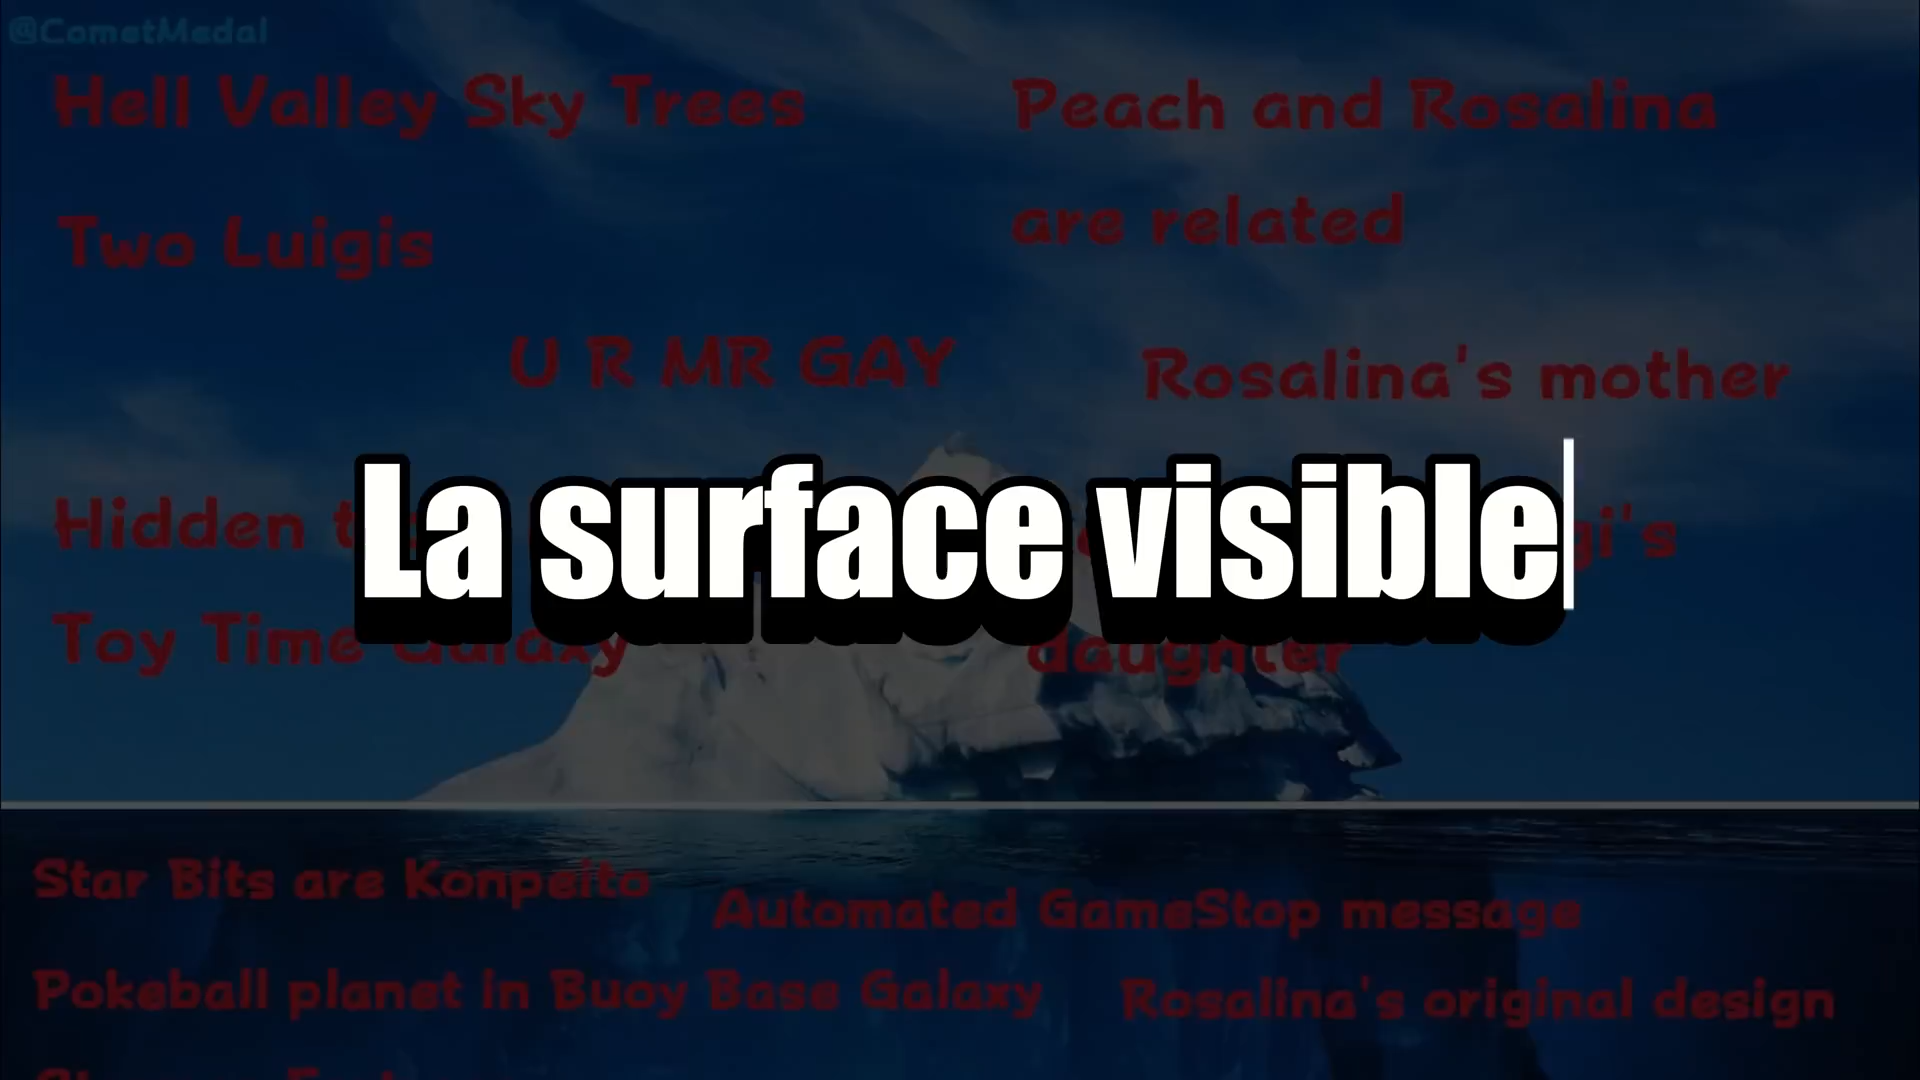 @CometMedal
Hell Valley Sky Trees
Peach and Rosalina
are related
Two Luigis
U R MR GAY
Rosalina's mother
Hidden
La surface visible
Toy Time Galaxy
daughter
Star Bits are Konpeito
Automated GameStop message
Pokeball planet in Buoy Base Galaxy
Rosalina's original design